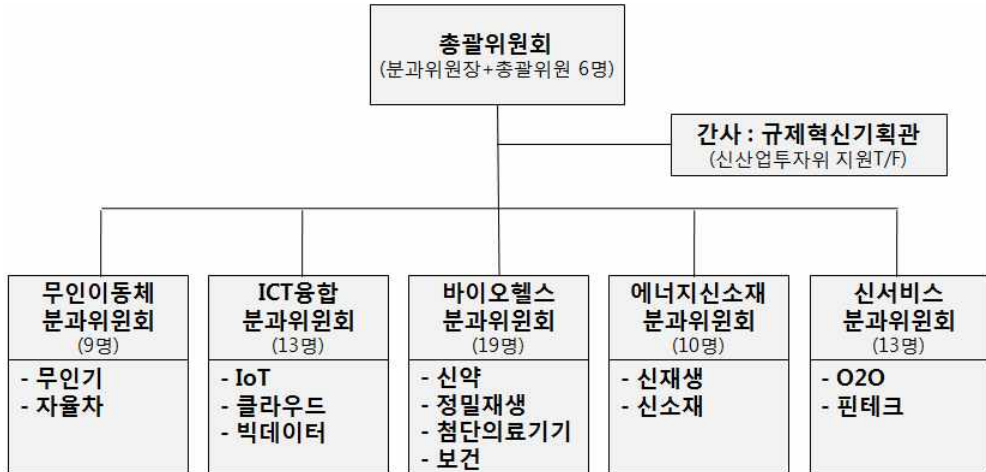 총괄위원회
(분과위원장+총괄위원 6명)
간사 : 규제혁신기획관
(신산업투자위 지원T/F)
무인이동체
분과위원회
(9명)
- 무인기
- 자율차
ICT융합
분과위원회
(13명)
- IoT
- 클라우드
- 빅데이터
바이오헬스
분과위원회
(19명)
- 신약
- 정밀재생
- 첨단의료기기
- 보건
에너지신소재
분과위원회
(10명)
- 신재생
- 신소재
신서비스
분과위원회
(13명)
- O2O
- 핀테크